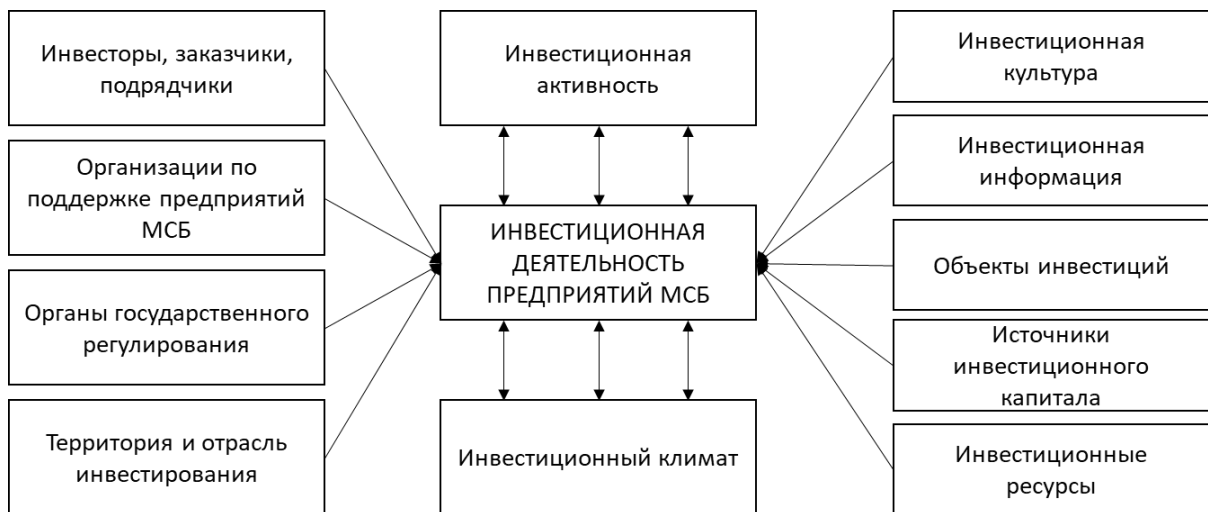 Инвесторы, заказчики,
подрядчики
Организации по
поддержке предприятий
МСБ
Органы государственного
регулирования
Территория и отрасль
инвестирования
Инвестиционная
активность
ИНВЕСТИЦИОННАЯ
ДЕЯТЕЛЬНОСТЬ
ПРЕДПРИЯТИЙ МСБ
Инвестиционный климат
Инвестиционная
культура
Инвестиционная
информация
Объекты инвестиций
Источники
инвестиционного
капитала
Инвестиционные
ресурсы